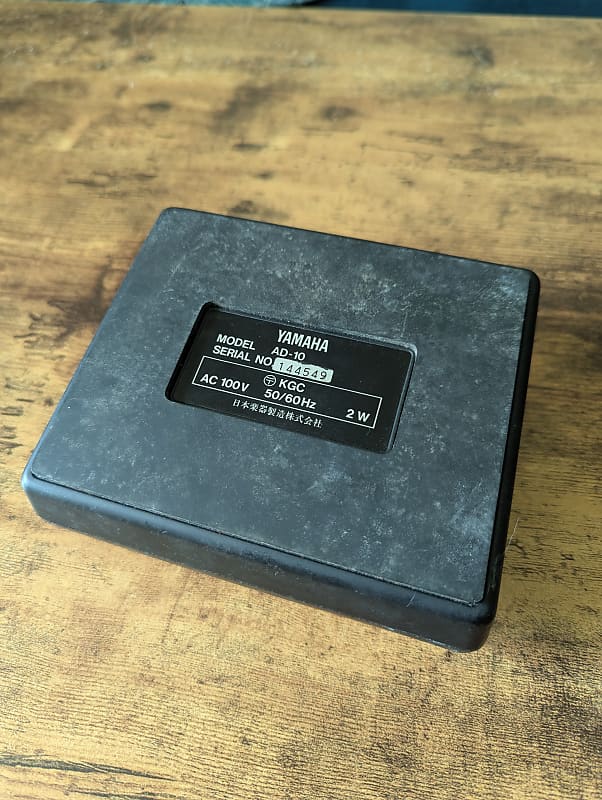 YAMAHA
MODEL AD-10
SERIAL NO 144549
〒 KGC
AC 100V 50/60Hz 2W
日本楽器製造株式会社